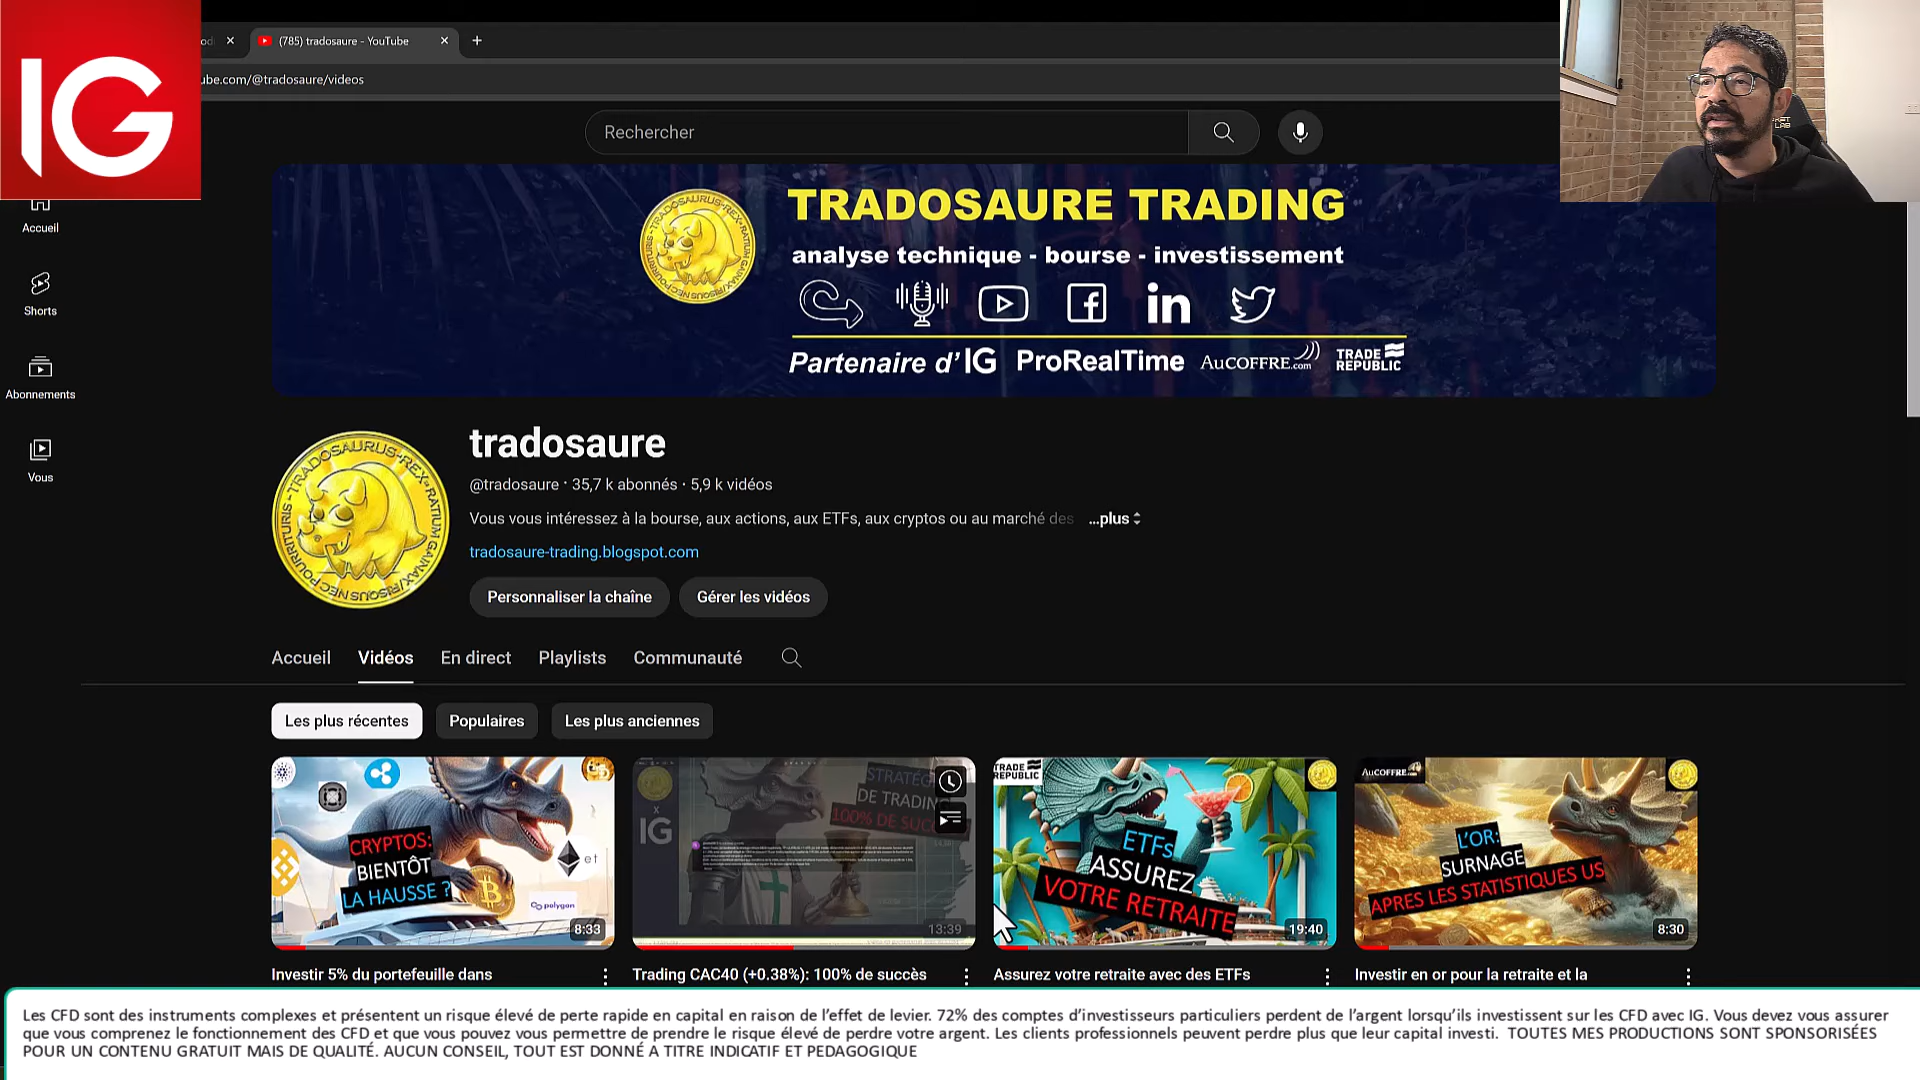 IG
(785) tradosaure - YouTube
ube.com/@tradosaure/videos
Rechercher
TRADOSAURE TRADING
analyse technique - bourse - investissement
Partenaire d'IG ProRealTime AuCOFFRE.com TRADE REPUBLIC
Accueil
Shorts
Abonnements
Vous
tradosaure
@tradosaure · 35,7 k abonnés · 5,9 k vidéos
Vous vous intéressez à la bourse, aux actions, aux ETFs, aux cryptos ou au marché des ...plus
tradosaure-trading.blogspot.com
Personnaliser la chaîne Gérer les vidéos
Accueil Vidéos En direct Playlists Communauté
Les plus récentes Populaires Les plus anciennes
CRYPTOS:
BIENTÔT
LA HAUSSE ?
et
polygon
8:33
X
IG
STRATÉG
DE TRADING
100% DE SUCC
13:39
TRADE REPUBLIC
ETFs
ASSUREZ
VOTRE RETRAITE
19:40
AUCOFFRE.com
L'OR:
SURNAGE
APRES LES STATISTIQUES US
8:30
Investir 5% du portefeuille dans
Trading CAC40 (+0.38%): 100% de succès
Assurez votre retraite avec des ETFs
Investir en or pour la retraite et la
Les CFD sont des instruments complexes et présentent un risque élevé de perte rapide en capital en raison de l'effet de levier. 72% des comptes d'investisseurs particuliers perdent de l'argent lorsqu'ils investissent sur les CFD avec IG. Vous devez vous assurer
que vous comprenez le fonctionnement des CFD et que vous pouvez vous permettre de prendre le risque élevé de perdre votre argent. Les clients professionnels peuvent perdre plus que leur capital investi. TOUTES MES PRODUCTIONS SONT SPONSORISÉES
POUR UN CONTENU GRATUIT MAIS DE QUALITÉ. AUCUN CONSEIL, TOUT EST DONNÉ A TITRE INDICATIF ET PEDAGOGIQUE